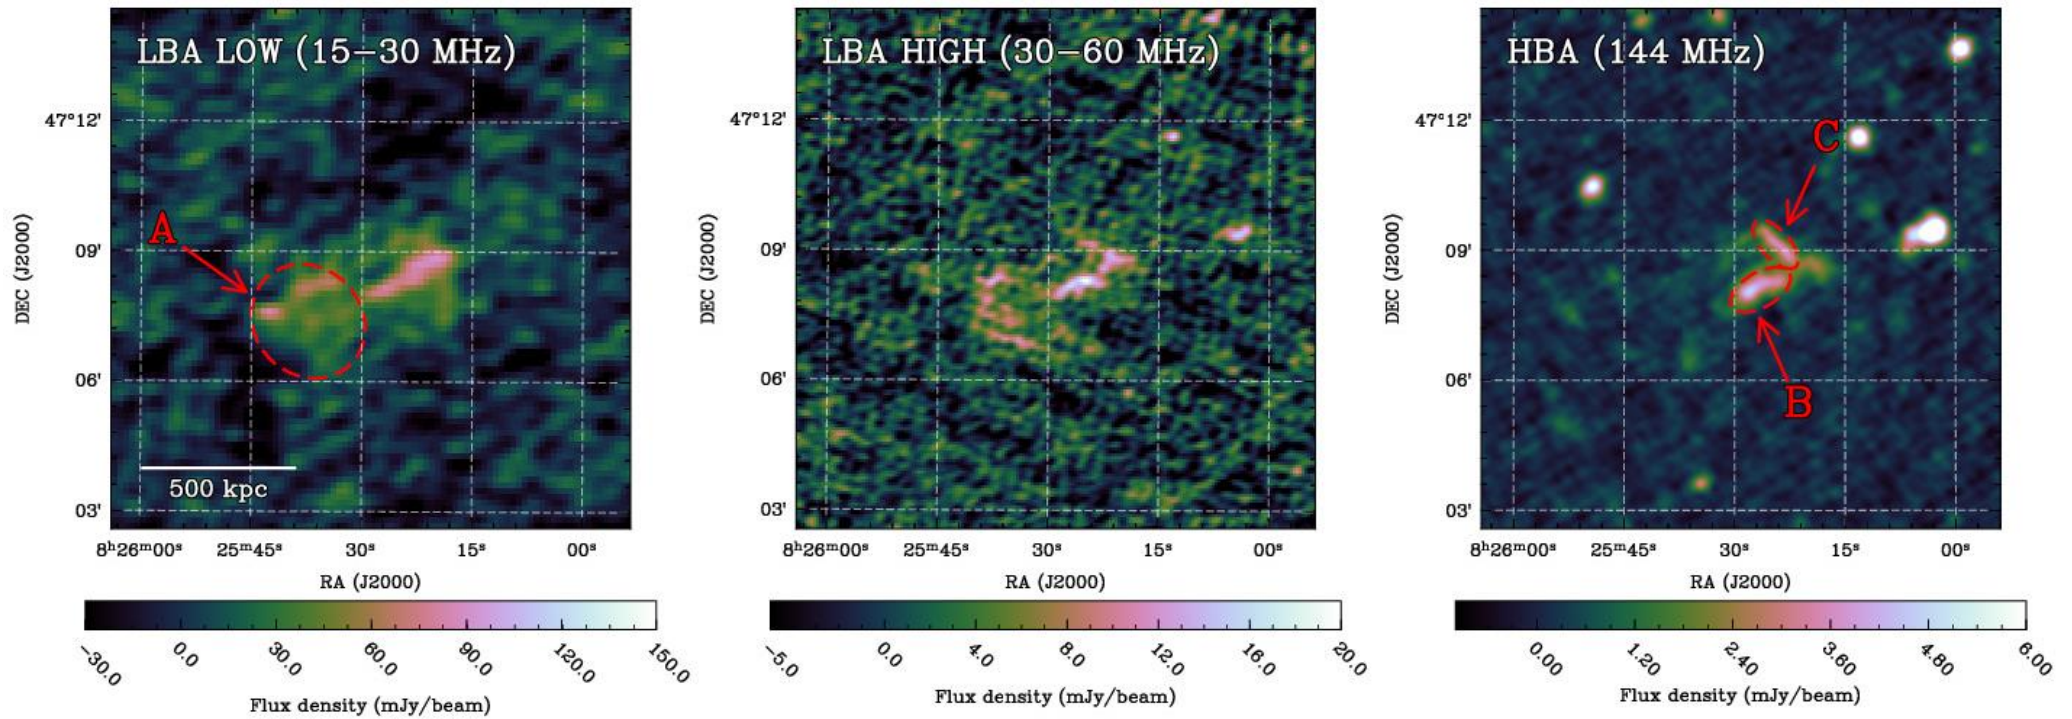 LBA LOW (15−30 MHz)
A
500 kpc
47°12'
09'
06'
03'
DEC (J2000)
8ʰ26ᵐ00ˢ 25ᵐ45ˢ 30ˢ 15ˢ 00ˢ
RA (J2000)
−30.0 0.0 30.0 60.0 90.0 120.0 150.0
Flux density (mJy/beam)
LBA HIGH (30−60 MHz)
47°12'
09'
06'
03'
DEC (J2000)
8ʰ26ᵐ00ˢ 25ᵐ45ˢ 30ˢ 15ˢ 00ˢ
RA (J2000)
−5.0 0.0 4.0 8.0 12.0 16.0 20.0
Flux density (mJy/beam)
HBA (144 MHz)
C
B
47°12'
09'
06'
03'
DEC (J2000)
8ʰ26ᵐ00ˢ 25ᵐ45ˢ 30ˢ 15ˢ 00ˢ
RA (J2000)
0.00 1.20 2.40 3.60 4.80 6.00
Flux density (mJy/beam)